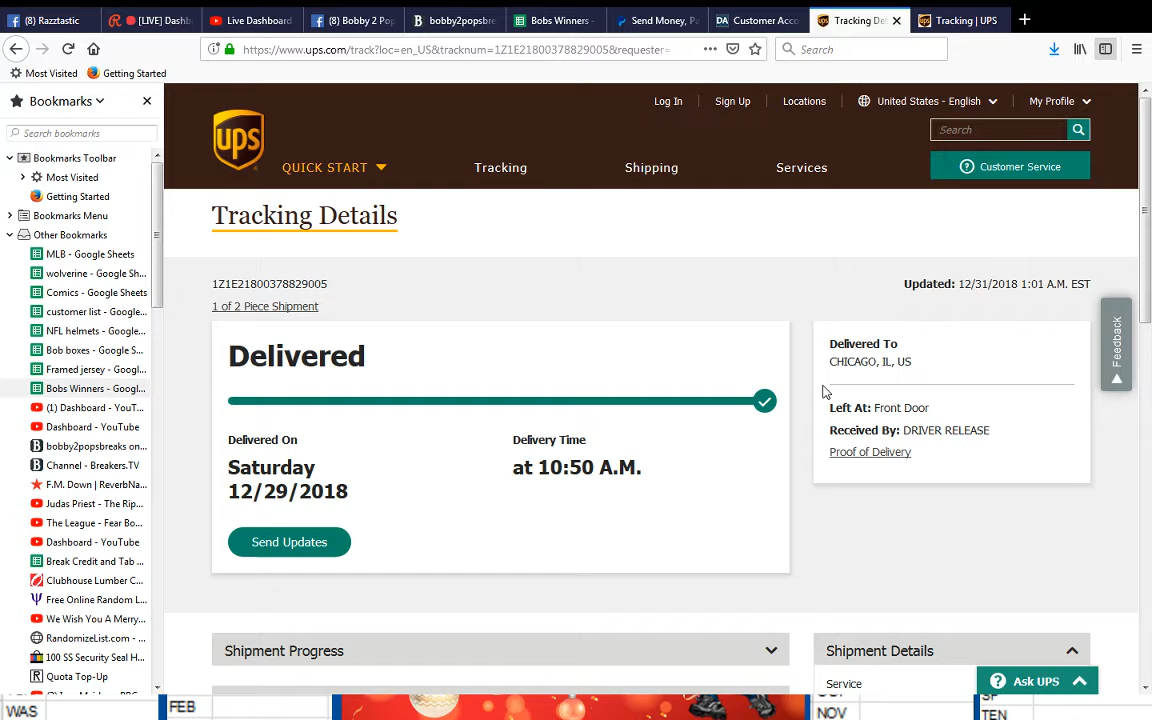 (8) Razztastic
[LIVE] Dashb
Live Dashboard
(8) Bobby 2 Pop
bobby2popsbre
Bobs Winners -
Send Money, Pa
Customer Acco
Tracking De
Tracking | UPS
https://www.ups.com/track?loc=en_US&tracknum=1Z1E21800378829005&requester=
Search
Most Visited
Getting Started
Bookmarks
Search bookmarks
Bookmarks Toolbar
Most Visited
Getting Started
Bookmarks Menu
Other Bookmarks
MLB - Google Sheets
wolverine - Google Sh...
Comics - Google Sheets
customer list - Google...
NFL helmets - Google...
Bob boxes - Google S...
Framed jersey - Googl...
Bobs Winners - Googl...
(1) Dashboard - YouT...
Dashboard - YouTube
bobby2popsbreaks on...
Channel - Breakers.TV
F.M. Down | ReverbNa...
Judas Priest - The Rip...
The League - Fear Bo...
Dashboard - YouTube
Break Credit and Tab ...
Clubhouse Lumber C...
Free Online Random L...
We Wish You A Merry...
RandomizeList.com - ...
100 SS Security Seal H...
Quota Top-Up
Log In
Sign Up
Locations
United States - English
My Profile
ups
QUICK START
Tracking
Shipping
Services
Search
Customer Service
Tracking Details
1Z1E21800378829005
Updated: 12/31/2018 1:01 A.M. EST
1 of 2 Piece Shipment
Delivered
Delivered On
Saturday
12/29/2018
Delivery Time
at 10:50 A.M.
Send Updates
Delivered To
CHICAGO, IL, US
Left At: Front Door
Received By: DRIVER RELEASE
Proof of Delivery
Feedback
Shipment Progress
Shipment Details
Service
Ask UPS
WAS
FEB
NOV
TEN